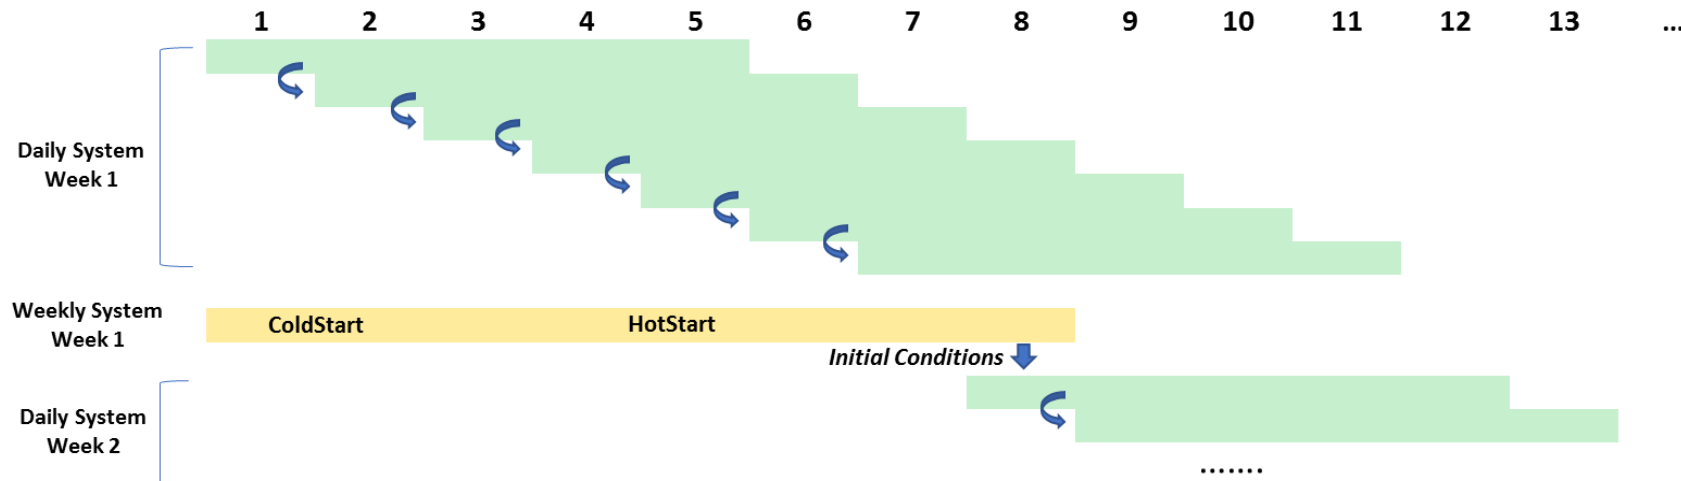 1 2 3 4 5 6 7 8 9 10 11 12 13 ...
Daily System
Week 1
Weekly System
Week 1
ColdStart HotStart
Initial Conditions
Daily System
Week 2
.......